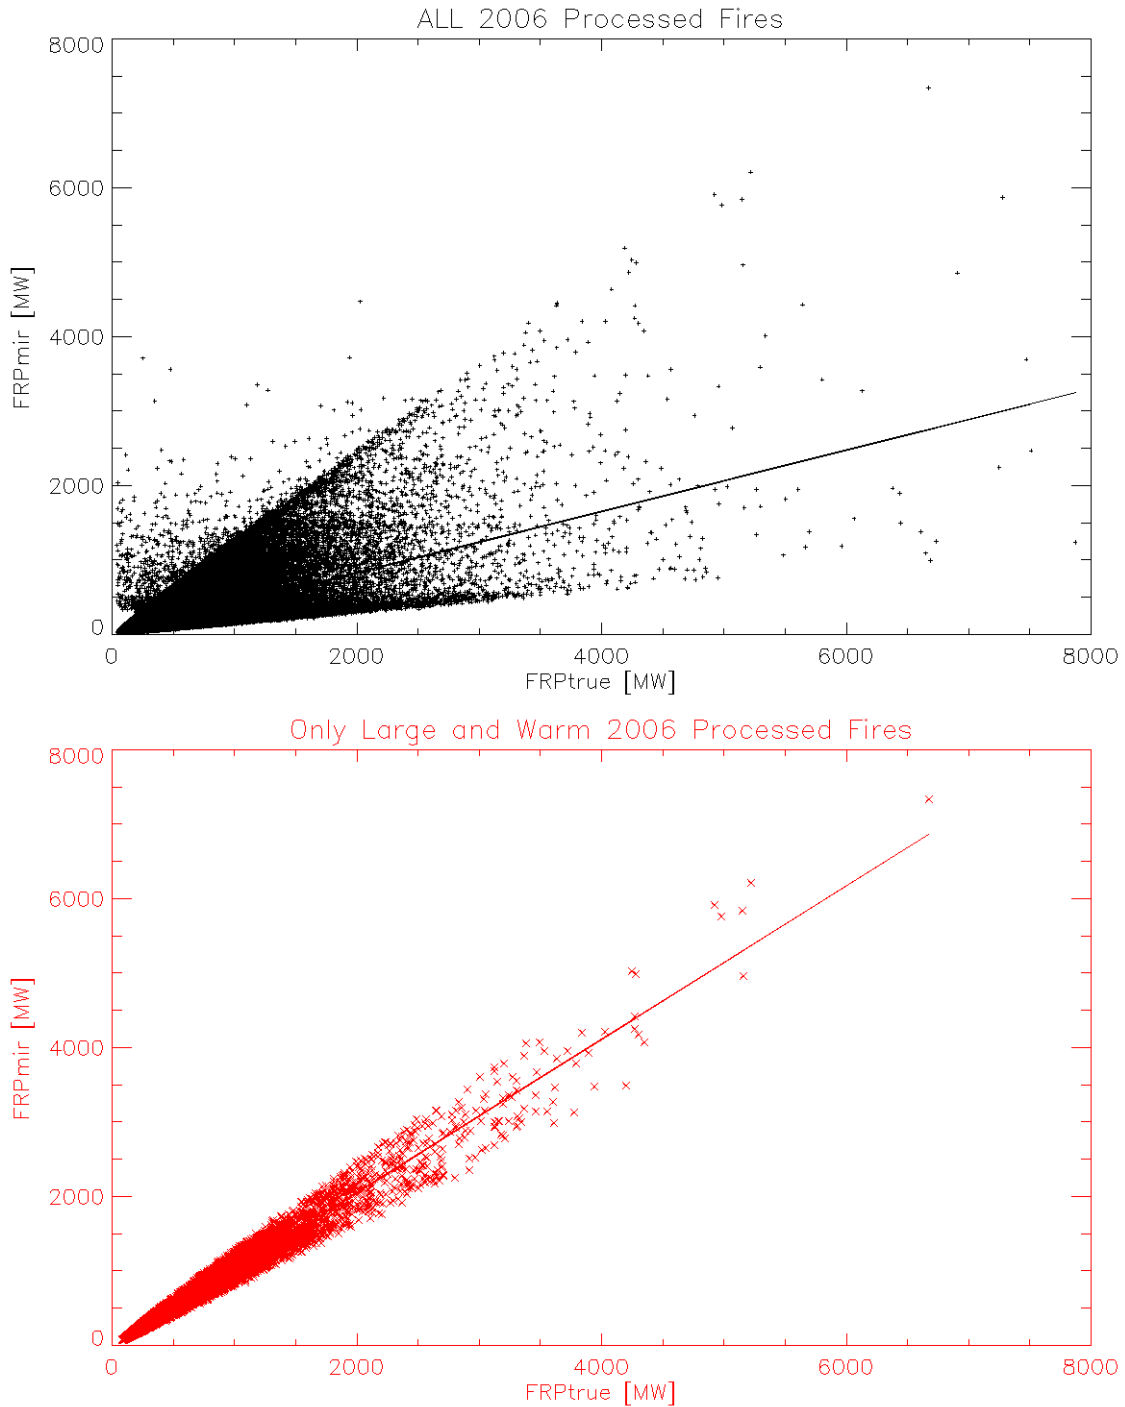 ALL 2006 Processed Fires
8000
6000
4000
2000
0
FRPmir [MW]
0 2000 4000 6000 8000
FRPtrue [MW]
Only Large and Warm 2006 Processed Fires
8000
6000
4000
2000
0
FRPmir [MW]
0 2000 4000 6000 8000
FRPtrue [MW]